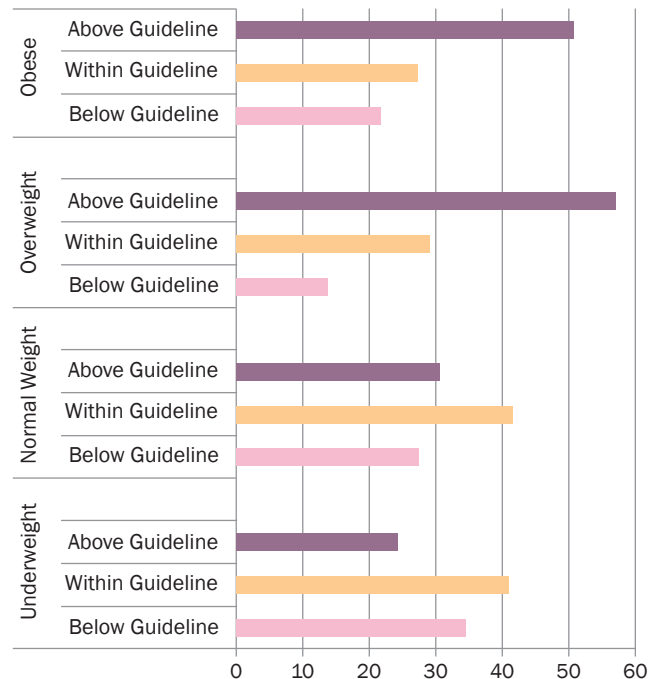 Obese
Above Guideline
Within Guideline
Below Guideline
Overweight
Above Guideline
Within Guideline
Below Guideline
Normal Weight
Above Guideline
Within Guideline
Below Guideline
Underweight
Above Guideline
Within Guideline
Below Guideline
0 10 20 30 40 50 60